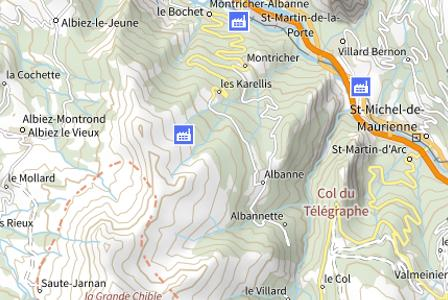 Montricher-Albanne
le Bochet
St-Martin-de-la-
Porte
Albiez-le-Jeune
Villard Bernon
Montricher
la Cochette
les Karellis
St-Michel-de-
Maurienne
Albiez-Montrond
Albiez le Vieux
St-Martin-d'Arc
le Mollard
Albanne
Col du
Télégraphe
Albannette
s Rieux
le
Valmeinier
Saute-Jarnan
le Col
le Villard
la Grande Chible